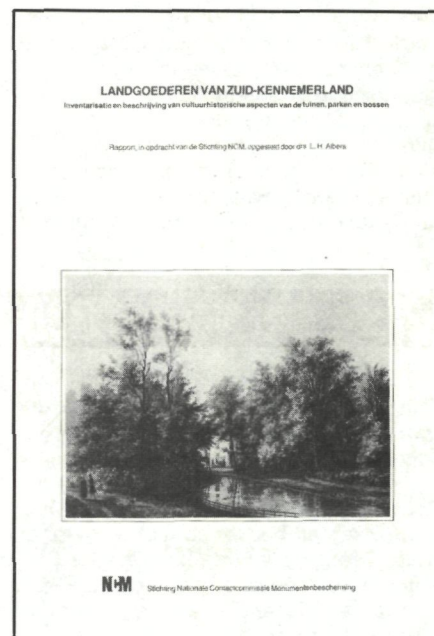 LANDGOEDEREN VAN ZUID-KENNEMERLAND
Inventarisatie en beschrijving van cultuurhistorische aspecten van de tuinen, parken en bossen
Rapport, in opdracht van de Stichting NCM, opgesteld door drs. L.H. Albers
NCM Stichting Nationale Contactcommissie Monumentenbescherming